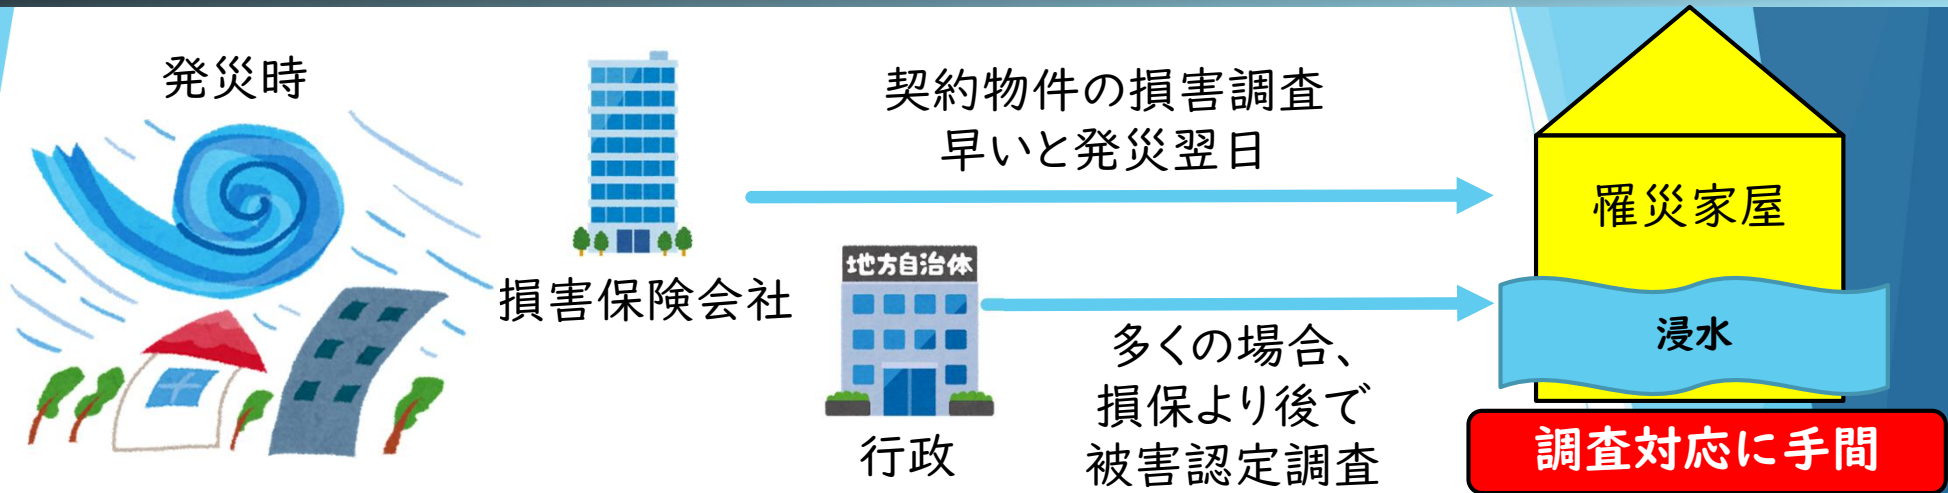 発災時
損害保険会社
契約物件の損害調査
早いと発災翌日
地方自治体
行政
多くの場合、
損保より後で
被害認定調査
罹災家屋
浸水
調査対応に手間